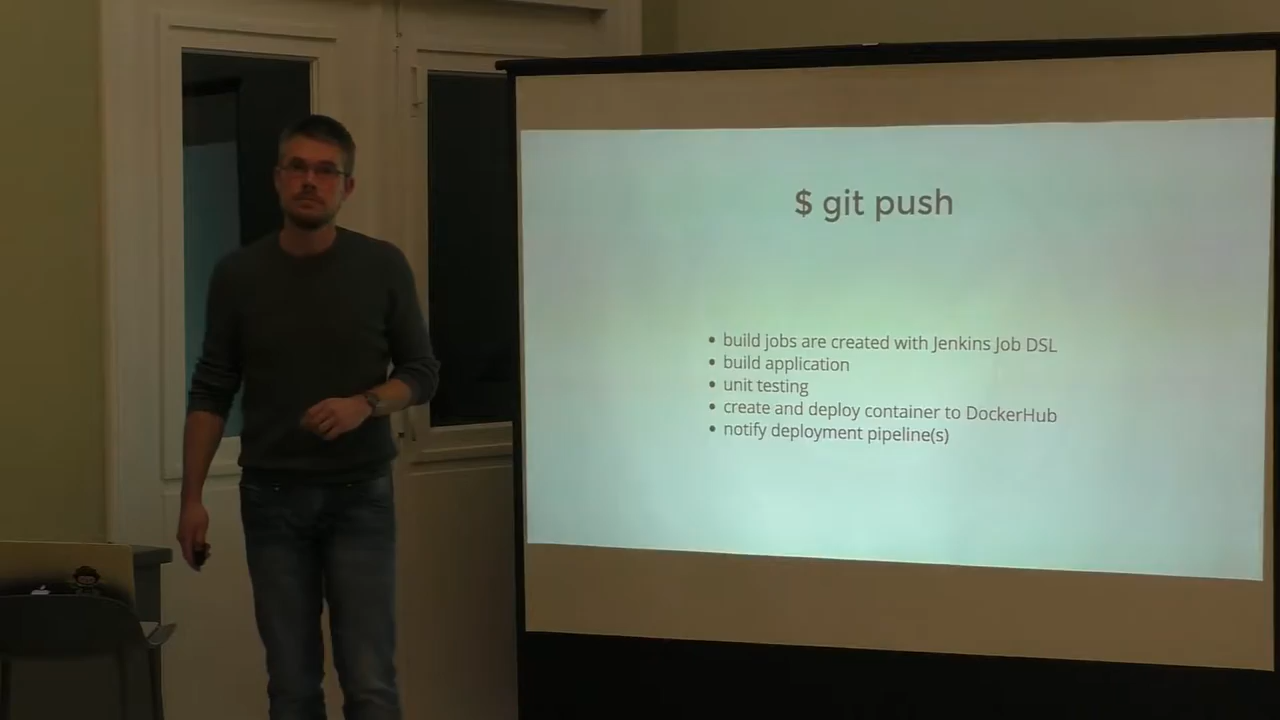 $ git push
• build jobs are created with Jenkins Job DSL
• build application
• unit testing
• create and deploy container to DockerHub
• notify deployment pipeline(s)